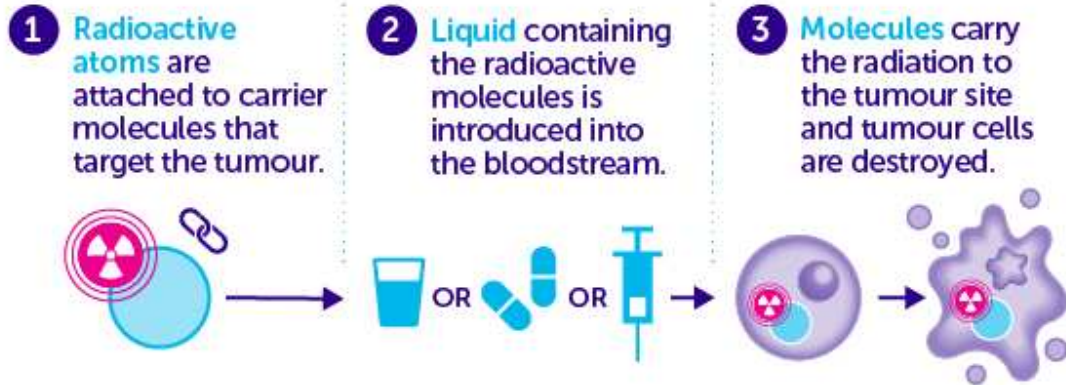 1 Radioactive
atoms are
attached to carrier
molecules that
target the tumour.
2 Liquid containing
the radioactive
molecules is
introduced into
the bloodstream.
3 Molecules carry
the radiation to
the tumour site
and tumour cells
are destroyed.
OR OR